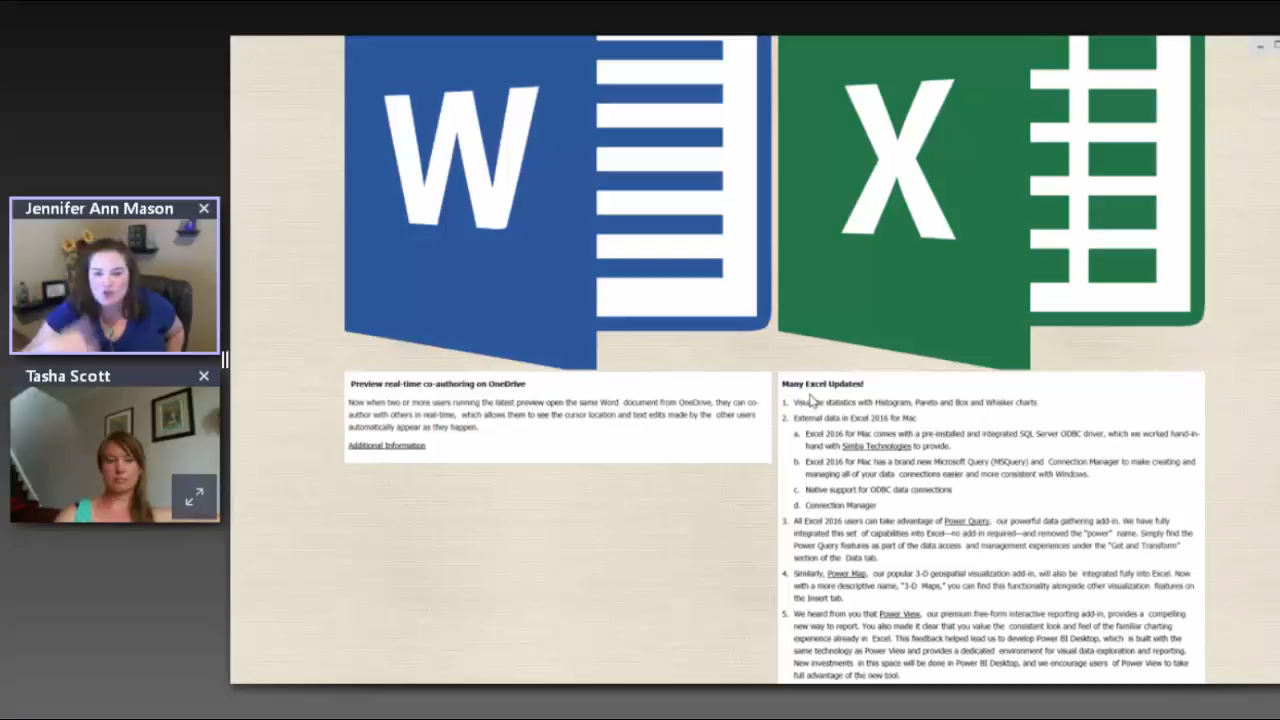 Jennifer Ann Mason
Tasha Scott
W
X
Preview real-time co-authoring on OneDrive
Now when two or more users running the latest preview open the same Word document from OneDrive, they can co-
author with others in real-time, which allows them to see the cursor location and text edits made by the other users
automatically appear as they happen.
Additional Information
Many Excel Updates!
1. statistics with Histogram, Pareto and Box and Whisker charts
2. External data in Excel 2016 for Mac
a. Excel 2016 for Mac comes with a pre-installed and integrated SQL Server ODBC driver, which we worked hand-in-
hand with Simba Technologies to provide.
b. Excel 2016 for Mac has a brand new Microsoft Query (MSQuery) and Connection Manager to make creating and
managing all of your data connections easier and more consistent with Windows.
c. Native support for ODBC data connections
d. Connection Manager
3. All Excel 2016 users can take advantage of Power Query, our powerful data gathering add-in. We have fully
integrated this set of capabilities into Excel—no add-in required—and removed the "power" name. Simply find the
Power Query features as part of the data access and management experiences under the "Get and Transform"
section of the Data tab.
4. Similarly, Power Map, our popular 3-D geospatial visualization add-in, will also be integrated fully into Excel. Now
with a more descriptive name, "3-D Maps," you can find this functionality alongside other visualization features on
the Insert tab.
5. We heard from you that Power View, our premium free-form interactive reporting add-in, provides a compelling
new way to report. You also made it clear that you value the consistent look and feel of the familiar charting
experience already in Excel. This feedback helped lead us to develop Power BI Desktop, which is built with the
same technology as Power View and provides a dedicated environment for visual data exploration and reporting.
New investments in this space will be done in Power BI Desktop, and we encourage users of Power View to take
full advantage of the new tool.